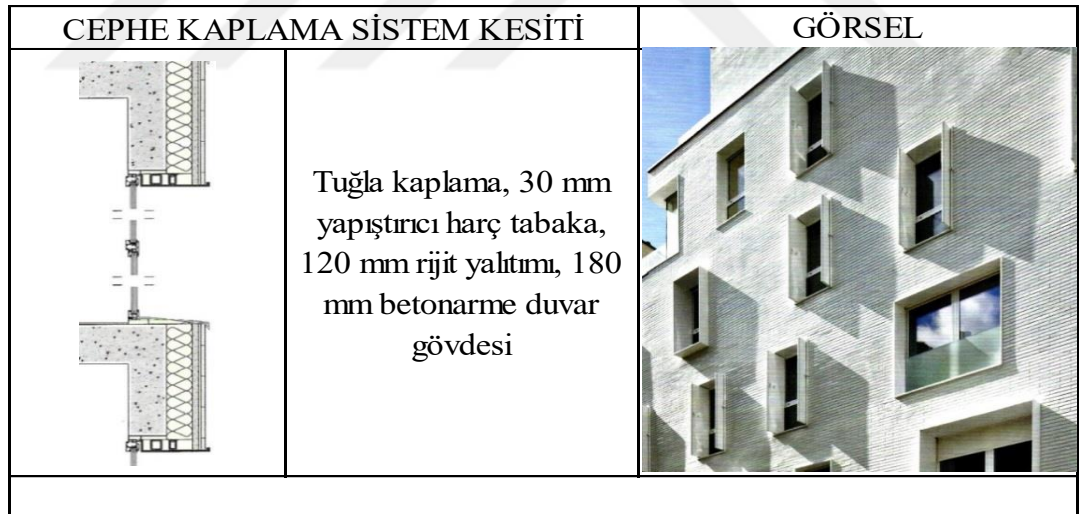 CEPHE KAPLAMA SİSTEM KESİTİ
GÖRSEL
Tuğla kaplama, 30 mm
yapıştırıcı harç tabaka,
120 mm rijit yalıtımı, 180
mm betonarme duvar
gövdesi